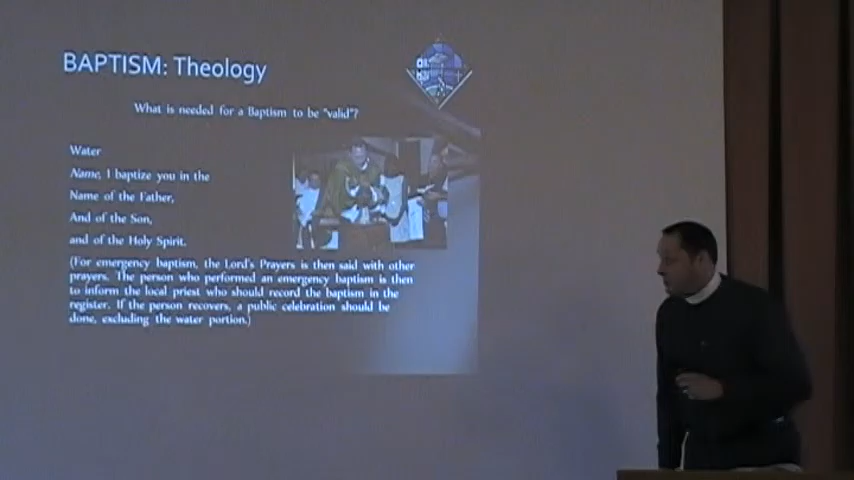 BAPTISM: Theology
What is needed for a Baptism to be "valid"?
Water
Name, I baptize you in the
Name of the Father,
And of the Son,
and of the Holy Spirit.
(For emergency baptism, the Lord's Prayers is then said with other
prayers. The person who performed an emergency baptism is then
to inform the local priest who should record the baptism in the
register. If the person recovers, a public celebration should be
done, excluding the water portion.)